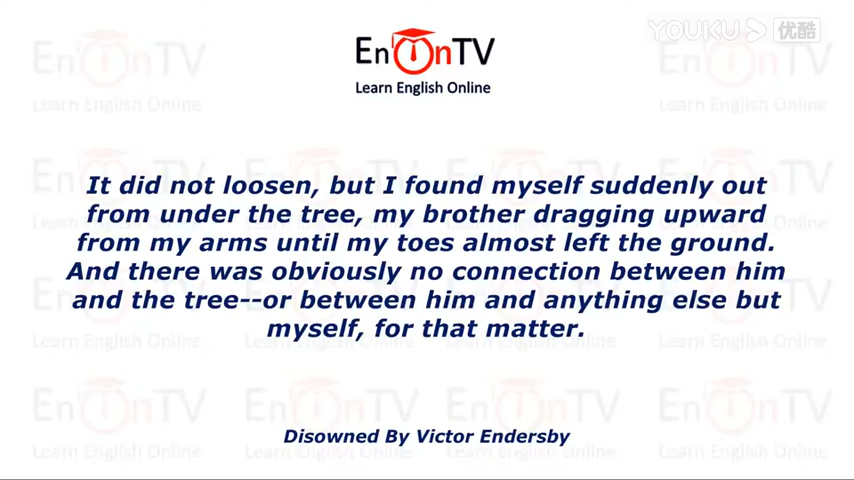 YOUKU 优酷
EnOnTV
Learn English Online
It did not loosen, but I found myself suddenly out
from under the tree, my brother dragging upward
from my arms until my toes almost left the ground.
And there was obviously no connection between him
and the tree--or between him and anything else but
myself, for that matter.
Disowned By Victor Endersby